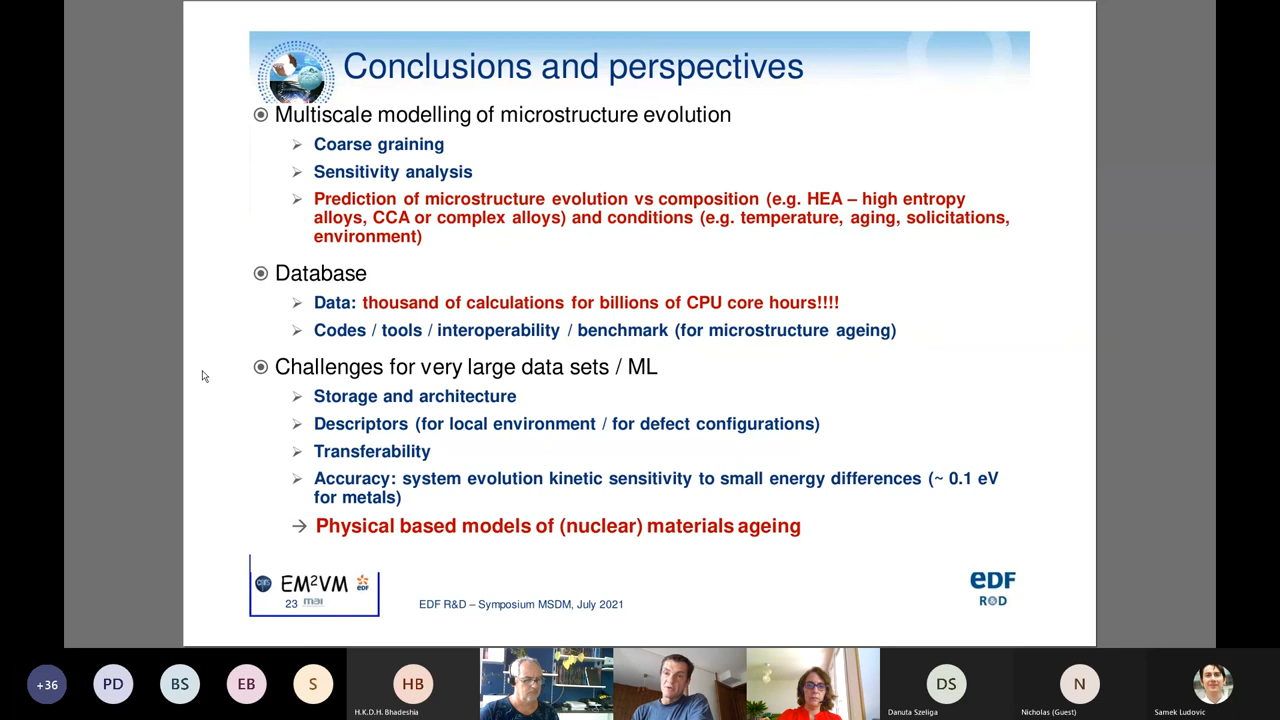 Conclusions and perspectives
Multiscale modelling of microstructure evolution
Coarse graining
Sensitivity analysis
Prediction of microstructure evolution vs composition (e.g. HEA – high entropy
alloys, CCA or complex alloys) and conditions (e.g. temperature, aging, solicitations,
environment)
Database
Data: thousand of calculations for billions of CPU core hours!!!!
Codes / tools / interoperability / benchmark (for microstructure ageing)
Challenges for very large data sets / ML
Storage and architecture
Descriptors (for local environment / for defect configurations)
Transferability
Accuracy: system evolution kinetic sensitivity to small energy differences (~ 0.1 eV
for metals)
→ Physical based models of (nuclear) materials ageing
EM²VM
eDF
23
mai
EDF R&D – Symposium MSDM, July 2021
eDF
R&D
+36
PD
BS
EB
S
HB
DS
N
H.K.D.H. Bhadeshia
Danuta Szeliga
Nicholas (Guest)
Samek Ludovic